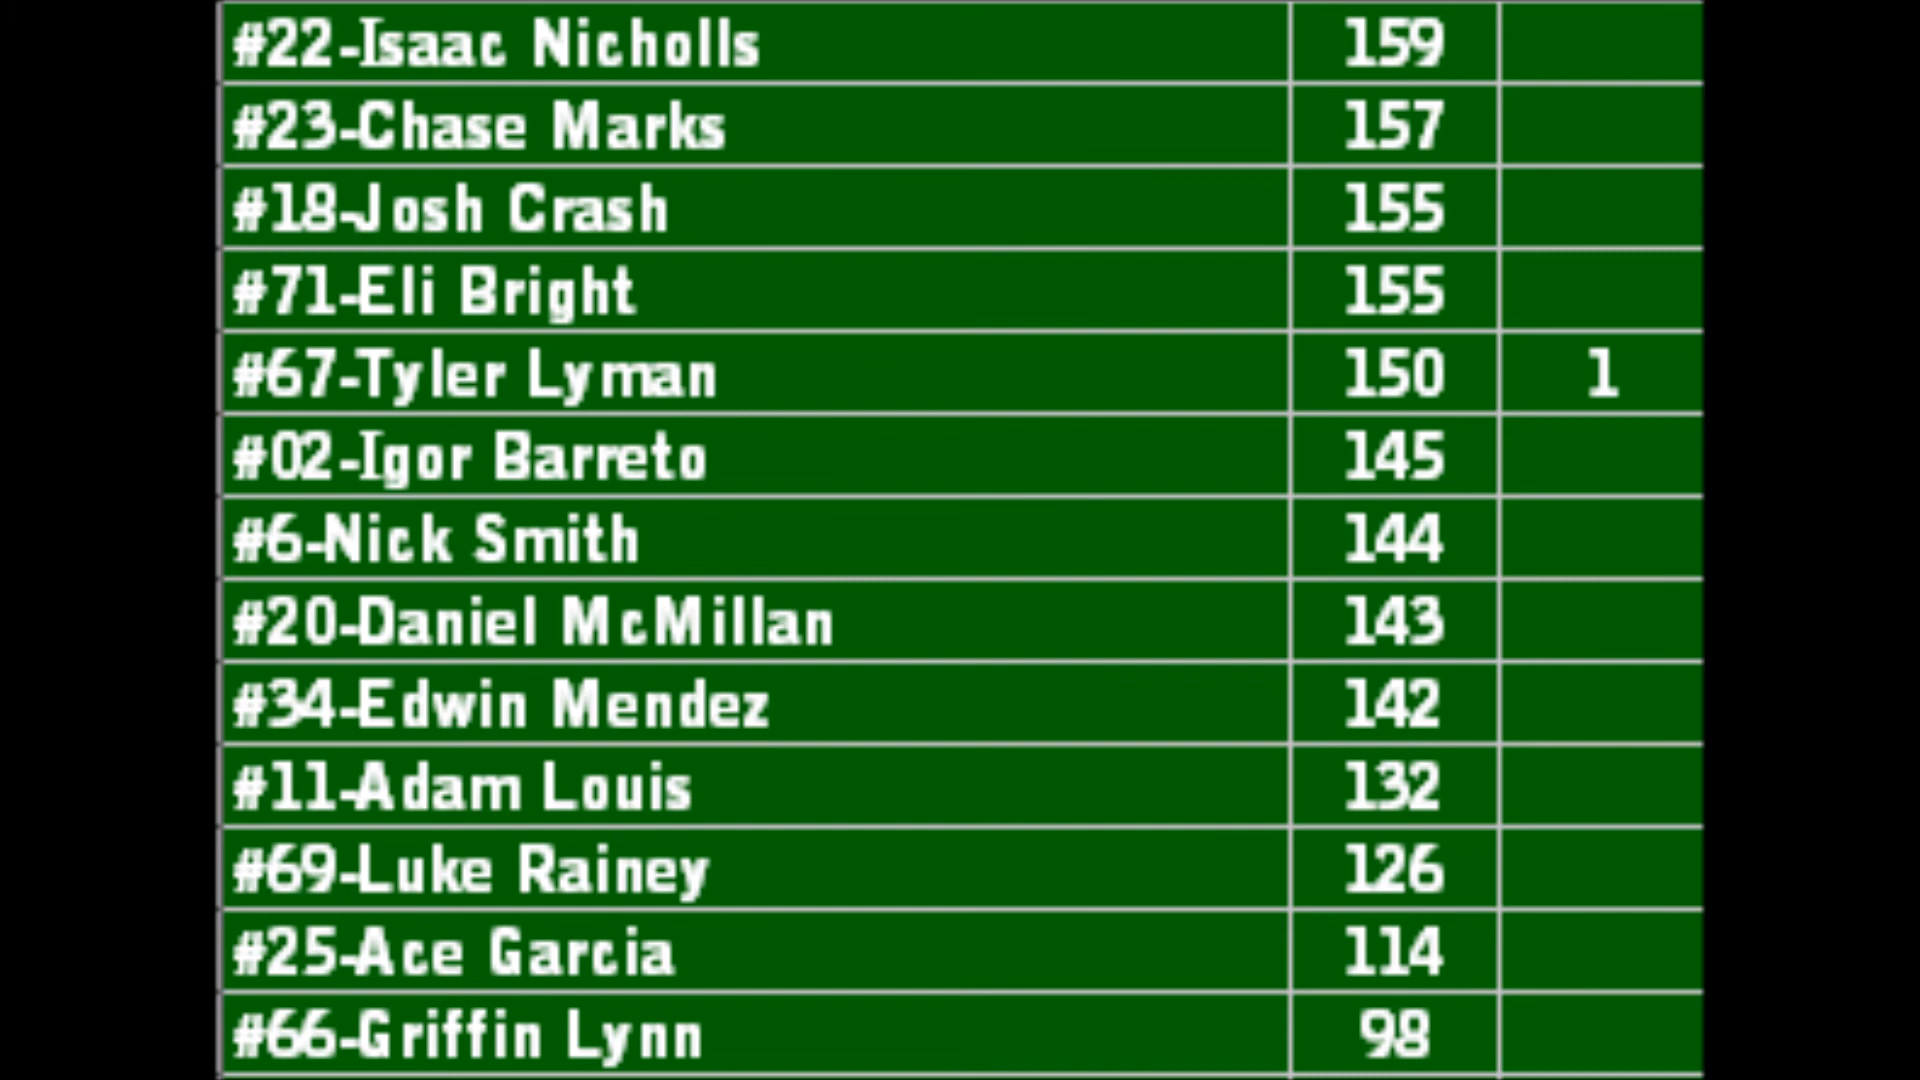 #22-Isaac Nicholls 159
#23-Chase Marks 157
#18-Josh Crash 155
#71-Eli Bright 155
#67-Tyler Lyman 150 1
#02-Igor Barreto 145
#6-Nick Smith 144
#20-Daniel McMillan 143
#34-Edwin Mendez 142
#11-Adam Louis 132
#69-Luke Rainey 126
#25-Ace Garcia 114
#66-Griffin Lynn 98